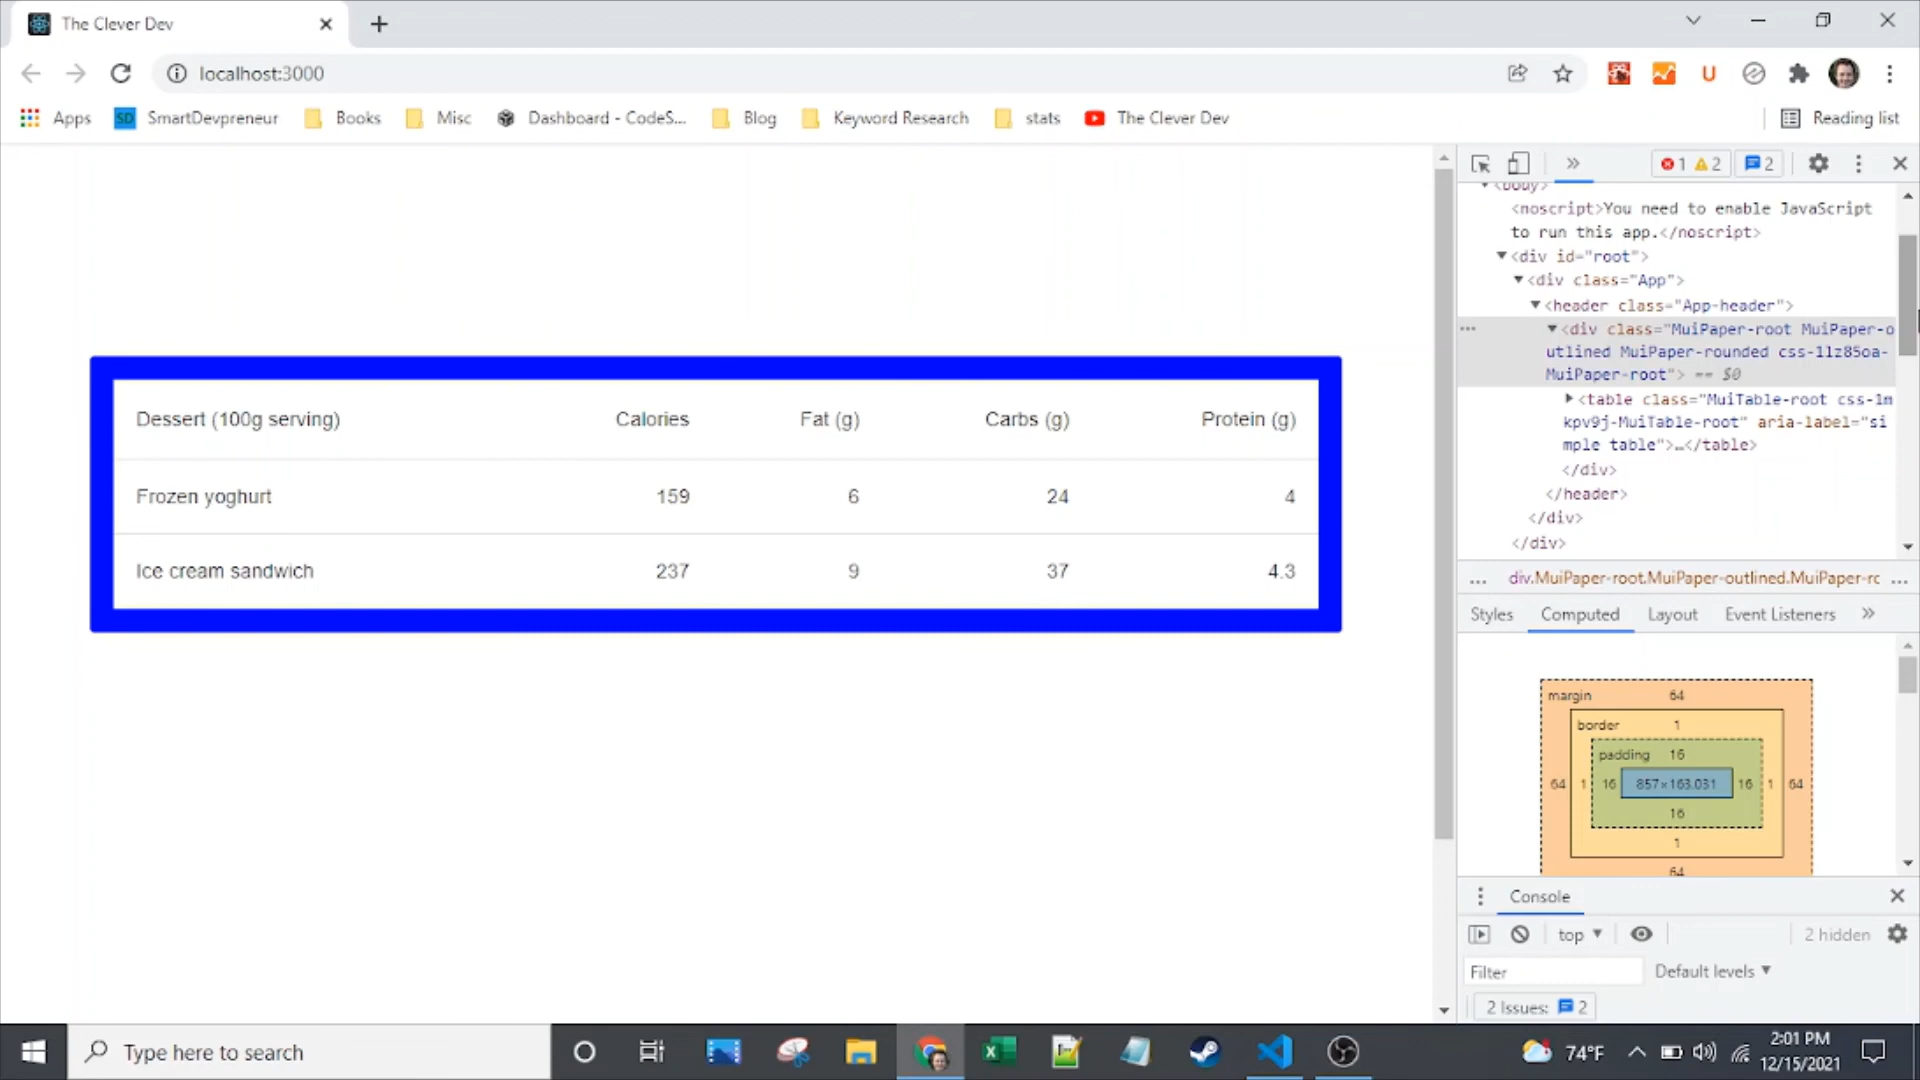 The Clever Dev
localhost:3000
Apps SmartDevpreneur Books Misc Dashboard - CodeS... Blog Keyword Research stats The Clever Dev Reading list
1 2 2
<body>
<noscript>You need to enable JavaScript
to run this app.</noscript>
<div id="root">
<div class="App">
<header class="App-header">
<div class="MuiPaper-root MuiPaper-o
utlined MuiPaper-rounded css-11z85oa-
MuiPaper-root"> == $0
<table class="MuiTable-root css-1m
kpv9j-MuiTable-root" aria-label="si
mple table">…</table>
</div>
</header>
</div>
</div>
... div.MuiPaper-root.MuiPaper-outlined.MuiPaper-rc ...
Styles Computed Layout Event Listeners
margin 64
border 1
padding 16
64 1 16 857×163.031 16 1 64
16
1
64
Console
top 2 hidden
Filter Default levels
2 Issues: 2
Dessert (100g serving) Calories Fat (g) Carbs (g) Protein (g)
Frozen yoghurt 159 6 24 4
Ice cream sandwich 237 9 37 4.3
Type here to search
74°F
2:01 PM
12/15/2021